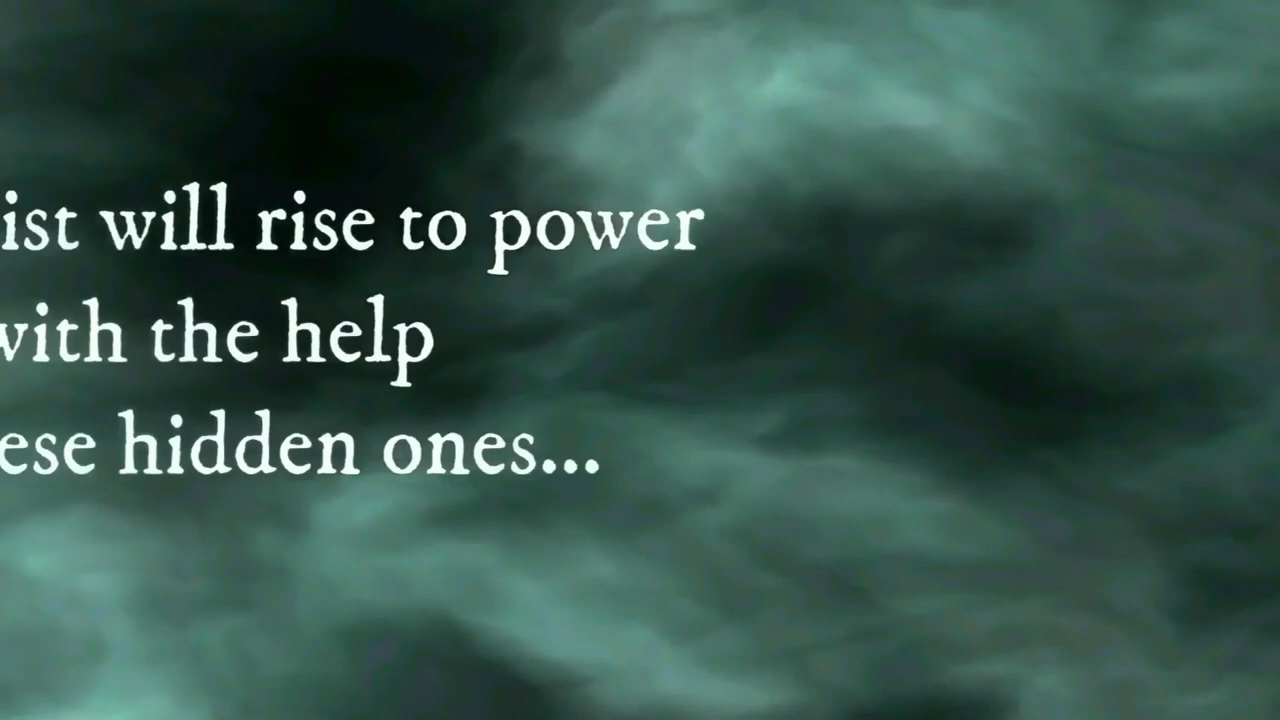 ist will rise to power
with the help
ese hidden ones...